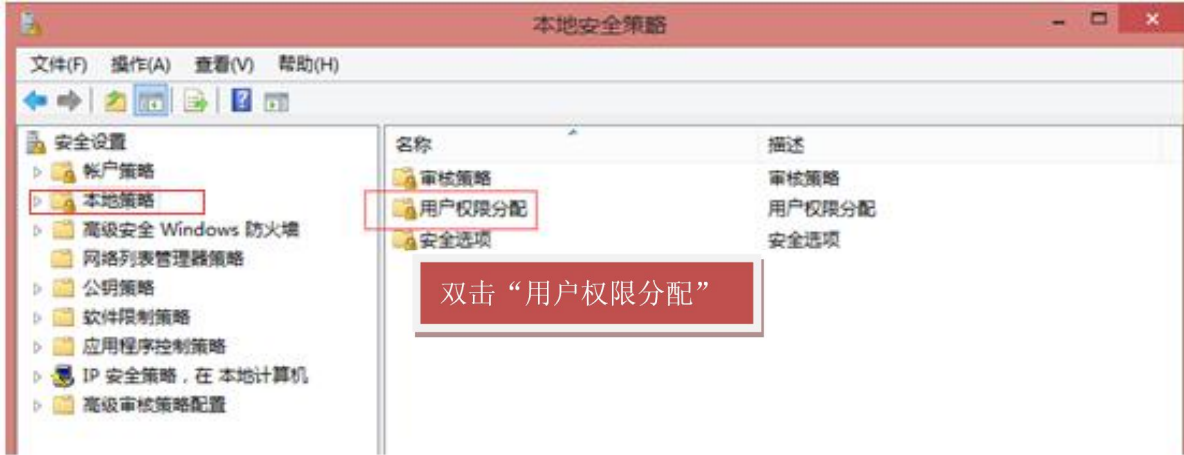 本地安全策略
文件(F) 操作(A) 查看(V) 帮助(H)
安全设置
帐户策略
本地策略
高级安全 Windows 防火墙
网络列表管理器策略
公钥策略
软件限制策略
应用程序控制策略
IP 安全策略，在 本地计算机
高级审核策略配置
名称 描述
审核策略 审核策略
用户权限分配 用户权限分配
安全选项 安全选项
双击“用户权限分配”